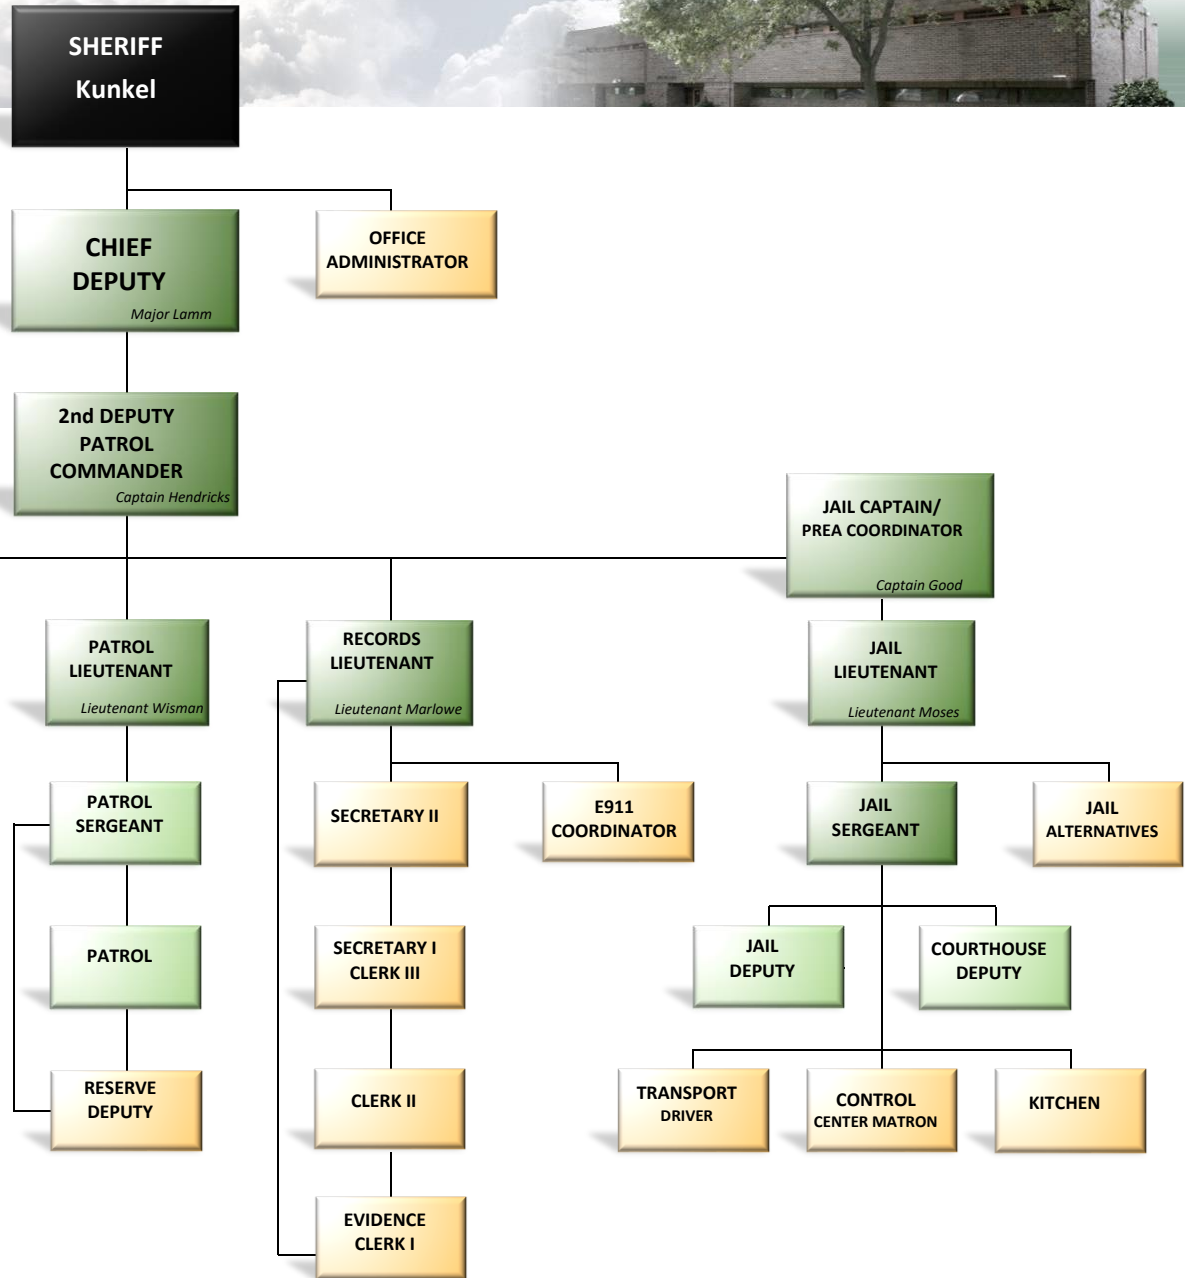 SHERIFF
Kunkel
CHIEF
DEPUTY
Major Lamm
OFFICE
ADMINISTRATOR
2nd DEPUTY
PATROL
COMMANDER
Captain Hendricks
JAIL CAPTAIN/
PREA COORDINATOR
Captain Good
PATROL
LIEUTENANT
Lieutenant Wisman
RECORDS
LIEUTENANT
Lieutenant Marlowe
JAIL
LIEUTENANT
Lieutenant Moses
PATROL
SERGEANT
SECRETARY II
E911
COORDINATOR
JAIL
SERGEANT
JAIL
ALTERNATIVES
PATROL
SECRETARY I
CLERK III
JAIL
DEPUTY
COURTHOUSE
DEPUTY
RESERVE
DEPUTY
CLERK II
TRANSPORT
DRIVER
CONTROL
CENTER MATRON
KITCHEN
EVIDENCE
CLERK I